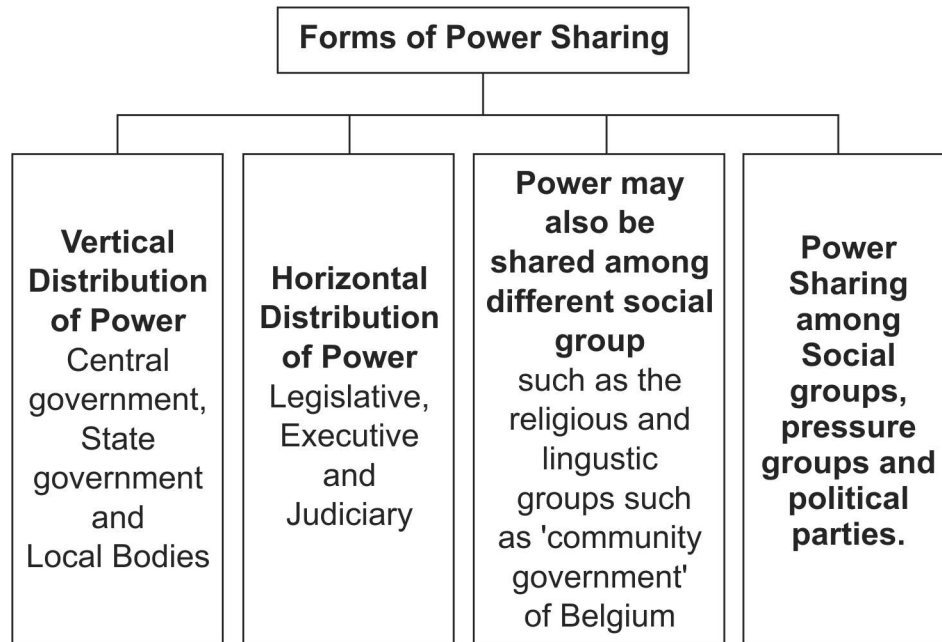 Forms of Power Sharing
Vertical
Distribution
of Power
Central
government,
State
government
and
Local Bodies
Horizontal
Distribution
of Power
Legislative,
Executive
and
Judiciary
Power may
also be
shared among
different social
group
such as the
religious and
lingustic
groups such
as 'community
government'
of Belgium
Power
Sharing
among
Social
groups,
pressure
groups and
political
parties.